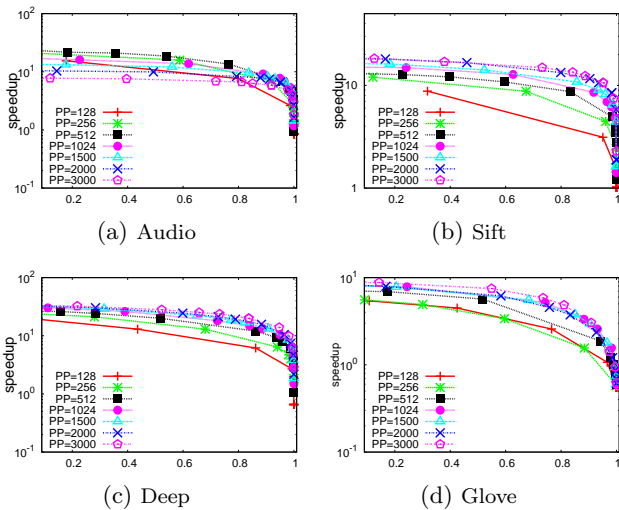 10^2
10^1
10^0
10^-1
speedup
PP=128
PP=256
PP=512
PP=1024
PP=1500
PP=2000
PP=3000
0.2 0.4 0.6 0.8 1
(a) Audio
10
1
speedup
PP=128
PP=256
PP=512
PP=1024
PP=1500
PP=2000
PP=3000
0.2 0.4 0.6 0.8 1
(b) Sift
10^2
10^1
10^0
10^-1
speedup
PP=128
PP=256
PP=512
PP=1024
PP=1500
PP=2000
PP=3000
0.2 0.4 0.6 0.8 1
(c) Deep
10^1
10^0
10^-1
speedup
PP=128
PP=256
PP=512
PP=1024
PP=1500
PP=2000
PP=3000
0.2 0.4 0.6 0.8 1
(d) Glove